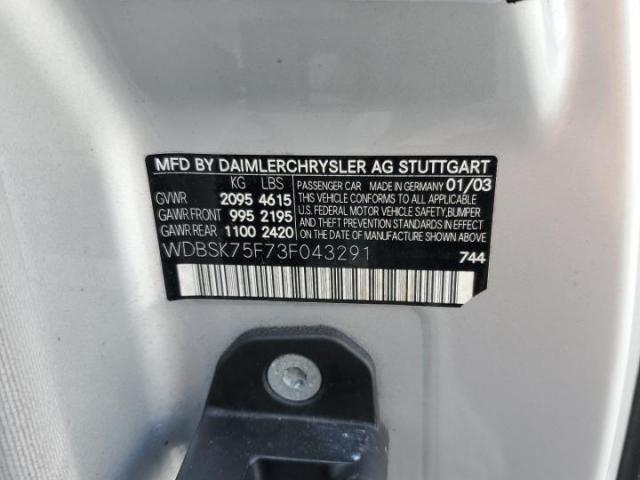 MFD BY DAIMLERCHRYSLER AG STUTTGART
KG LBS
GVWR 2095 4615
GAWR FRONT 995 2195
GAWR REAR 1100 2420
PASSENGER CAR MADE IN GERMANY 01/03
THIS VEHICLE CONFORMS TO ALL APPLICABLE
U.S. FEDERAL MOTOR VEHICLE SAFETY, BUMPER
AND THEFT PREVENTION STANDARDS IN
EFFECT ON THE DATE OF MANUFACTURE
SHOWN ABOVE.
WDBSK75F73F043291
744